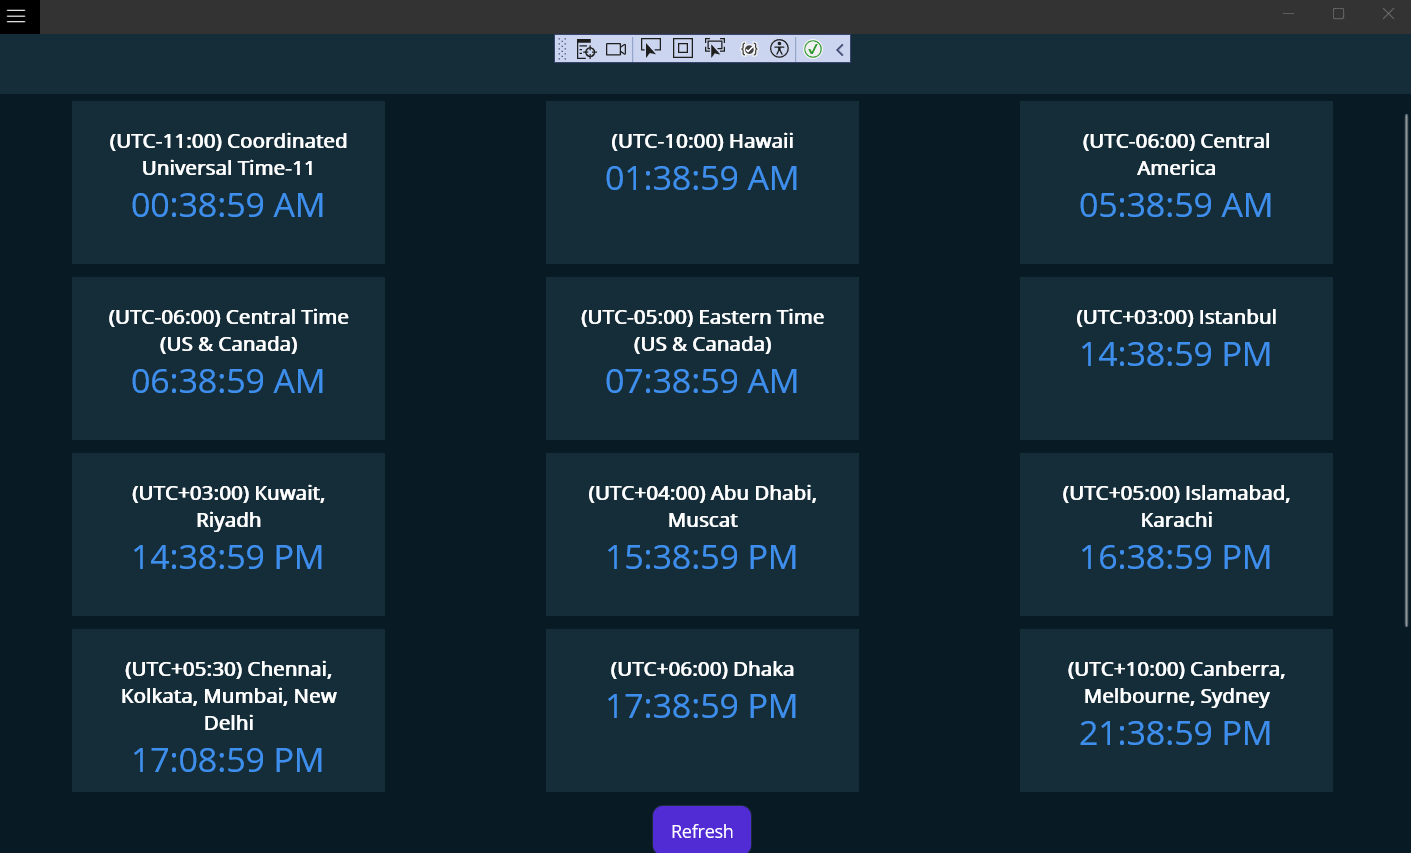 (UTC-11:00) Coordinated
Universal Time-11
00:38:59 AM
(UTC-10:00) Hawaii
01:38:59 AM
(UTC-06:00) Central
America
05:38:59 AM
(UTC-06:00) Central Time
(US & Canada)
06:38:59 AM
(UTC-05:00) Eastern Time
(US & Canada)
07:38:59 AM
(UTC+03:00) Istanbul
14:38:59 PM
(UTC+03:00) Kuwait,
Riyadh
14:38:59 PM
(UTC+04:00) Abu Dhabi,
Muscat
15:38:59 PM
(UTC+05:00) Islamabad,
Karachi
16:38:59 PM
(UTC+05:30) Chennai,
Kolkata, Mumbai, New
Delhi
17:08:59 PM
(UTC+06:00) Dhaka
17:38:59 PM
(UTC+10:00) Canberra,
Melbourne, Sydney
21:38:59 PM
Refresh